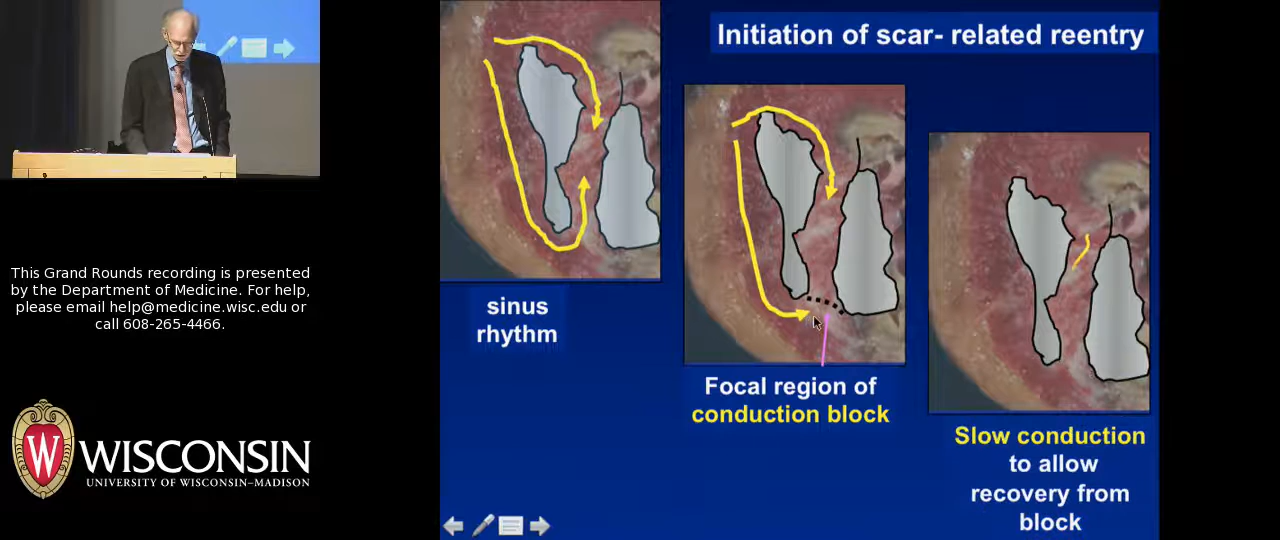 Initiation of scar- related reentry
sinus
rhythm
Focal region of
conduction block
Slow conduction
to allow
recovery from
block
This Grand Rounds recording is presented
by the Department of Medicine. For help,
please email help@medicine.wisc.edu or
call 608-265-4466.
W
WISCONSIN
UNIVERSITY OF WISCONSIN–MADISON